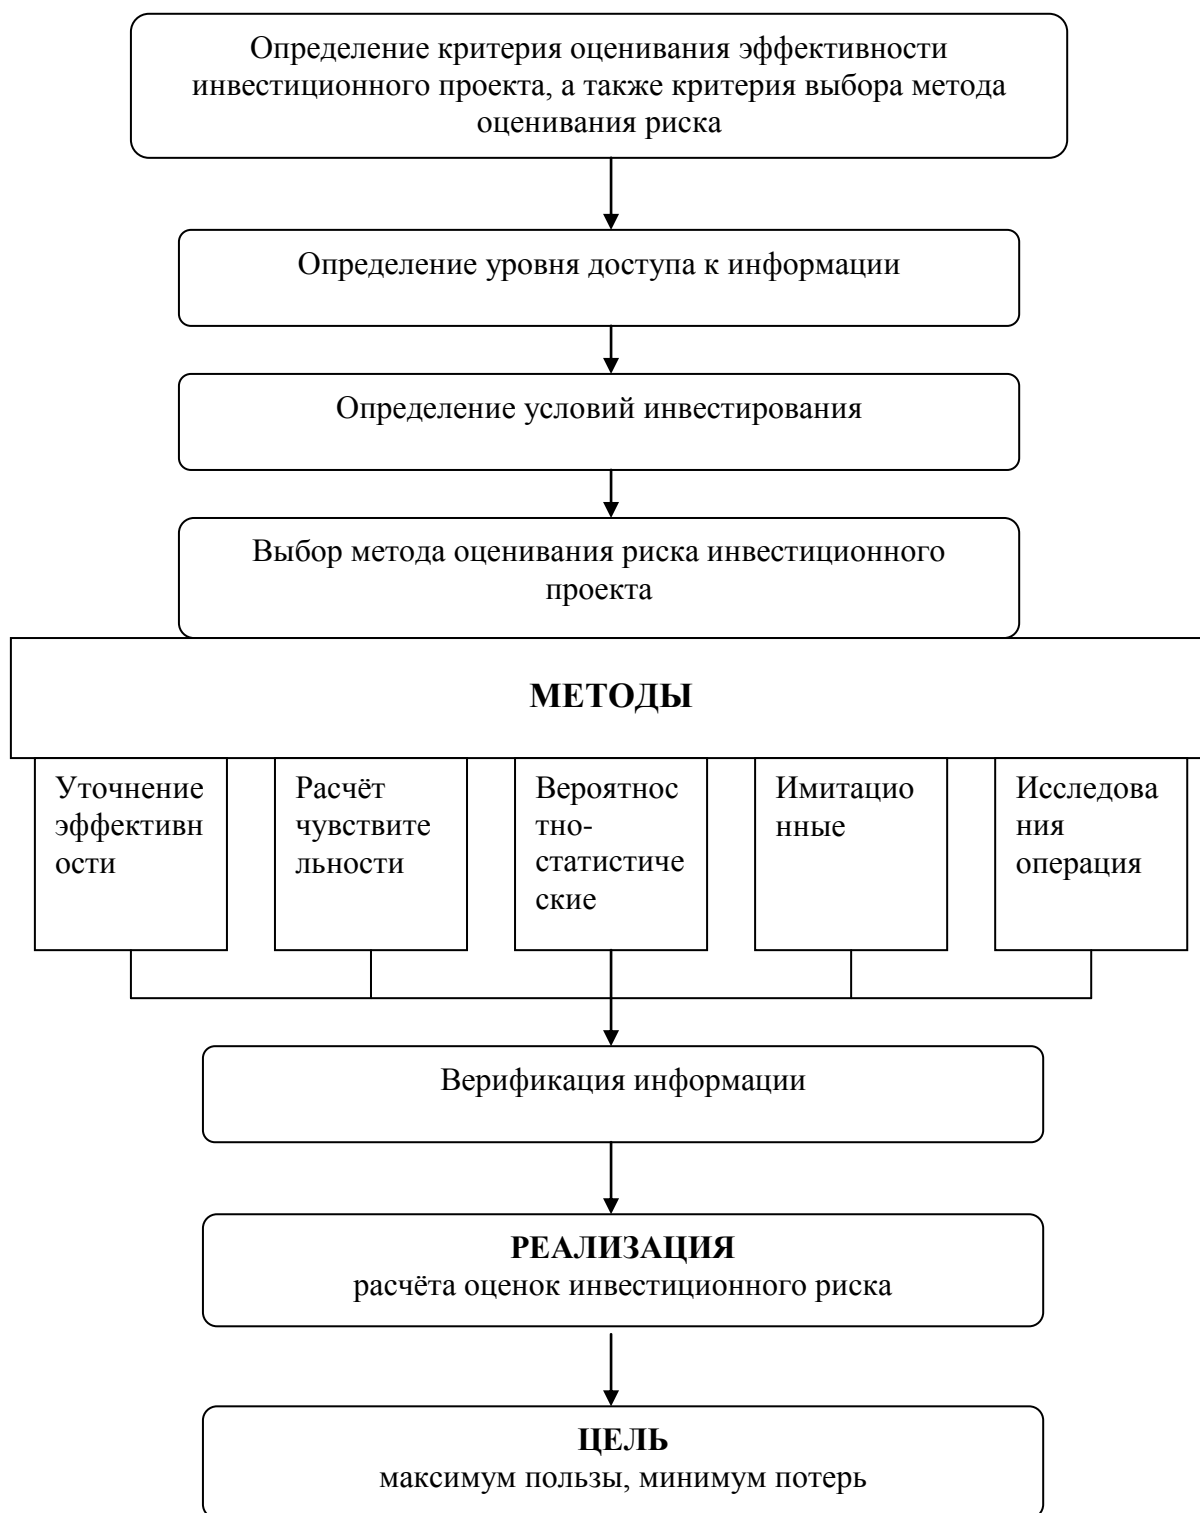 Определение критерия оценивания эффективности
инвестиционного проекта, а также критерия выбора метода
оценивания риска
Определение уровня доступа к информации
Определение условий инвестирования
Выбор метода оценивания риска инвестиционного
проекта
МЕТОДЫ
Уточнение
эффективн
ости
Расчёт
чувствите
льности
Вероятнос
тно-
статистиче
ские
Имитацио
нные
Исследова
ния
операция
Верификация информации
РЕАЛИЗАЦИЯ
расчёта оценок инвестиционного риска
ЦЕЛЬ
максимум пользы, минимум потерь